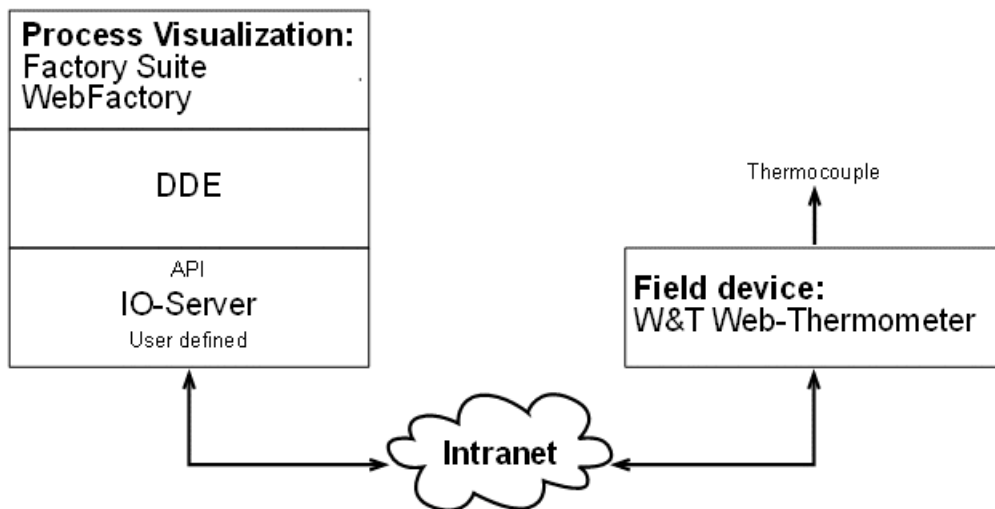 Process Visualization:
Factory Suite
WebFactory
DDE
API
IO-Server
User defined
Thermocouple
Field device:
W&T Web-Thermometer
Intranet